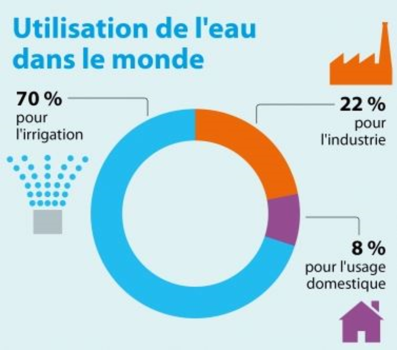 Utilisation de l'eau
dans le monde
70 %
pour
l'irrigation
22 %
pour
l'industrie
8 %
pour l'usage
domestique